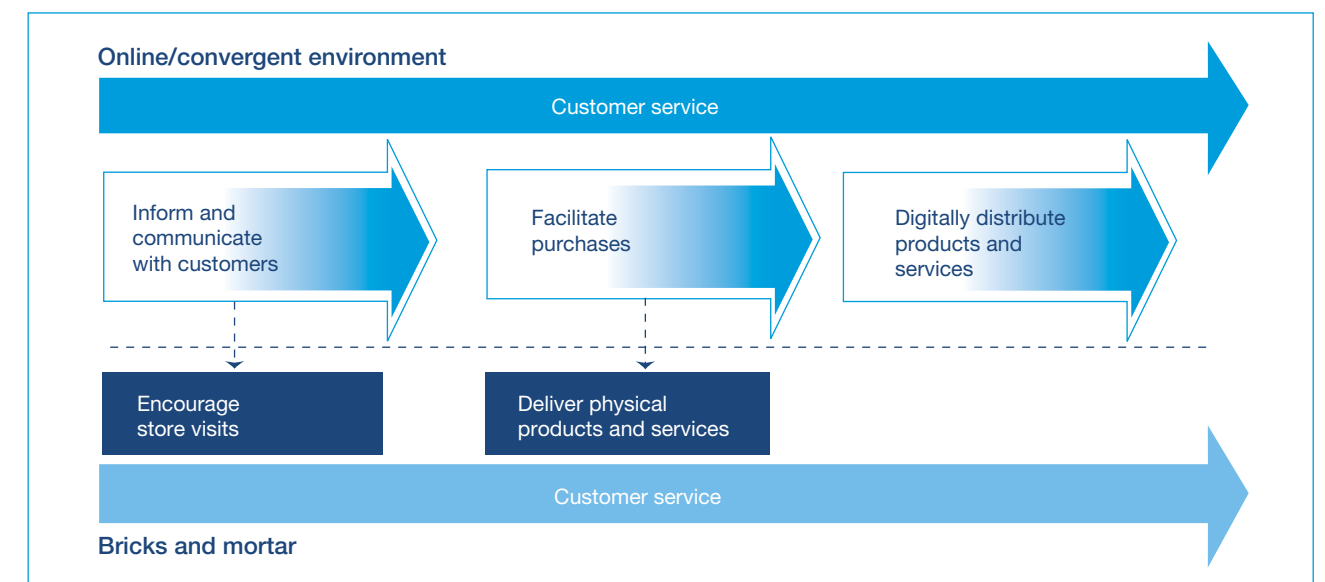 Online/convergent environment
Customer service
Inform and
communicate
with customers
Facilitate
purchases
Digitally distribute
products and
services
Encourage
store visits
Deliver physical
products and services
Customer service
Bricks and mortar